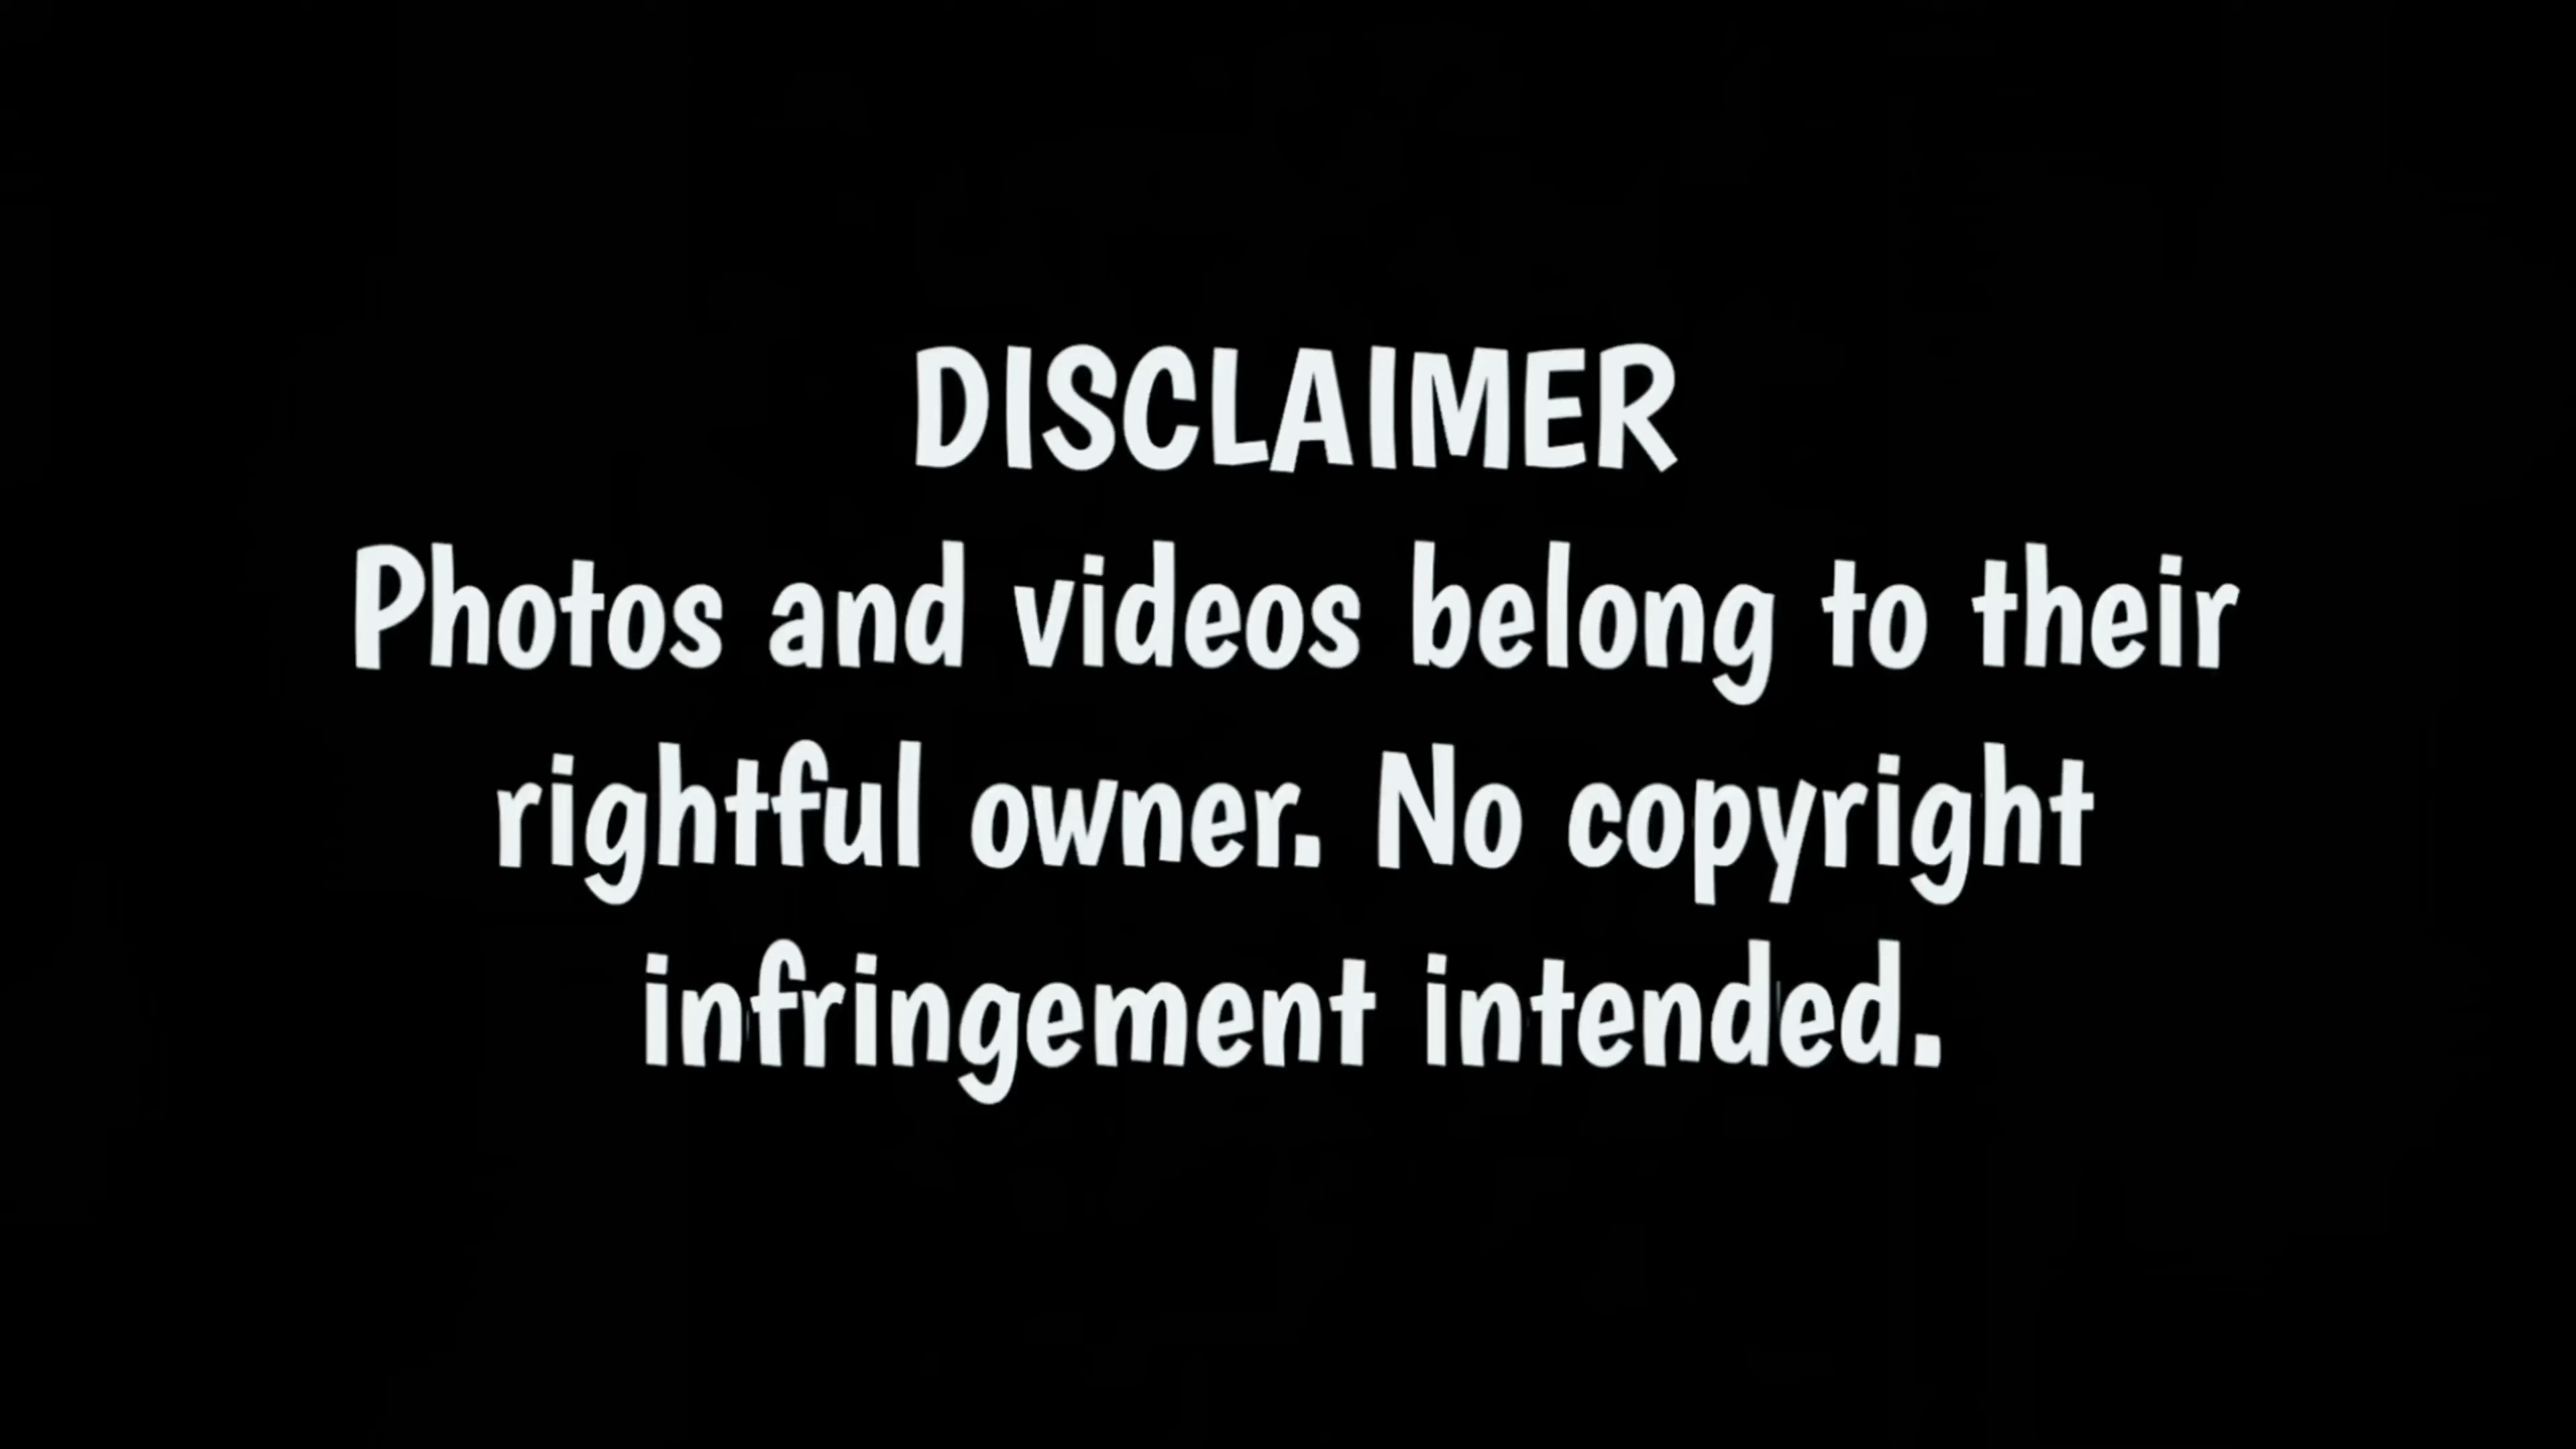 DISCLAIMER
Photos and videos belong to their
rightful owner. No copyright
infringement intended.